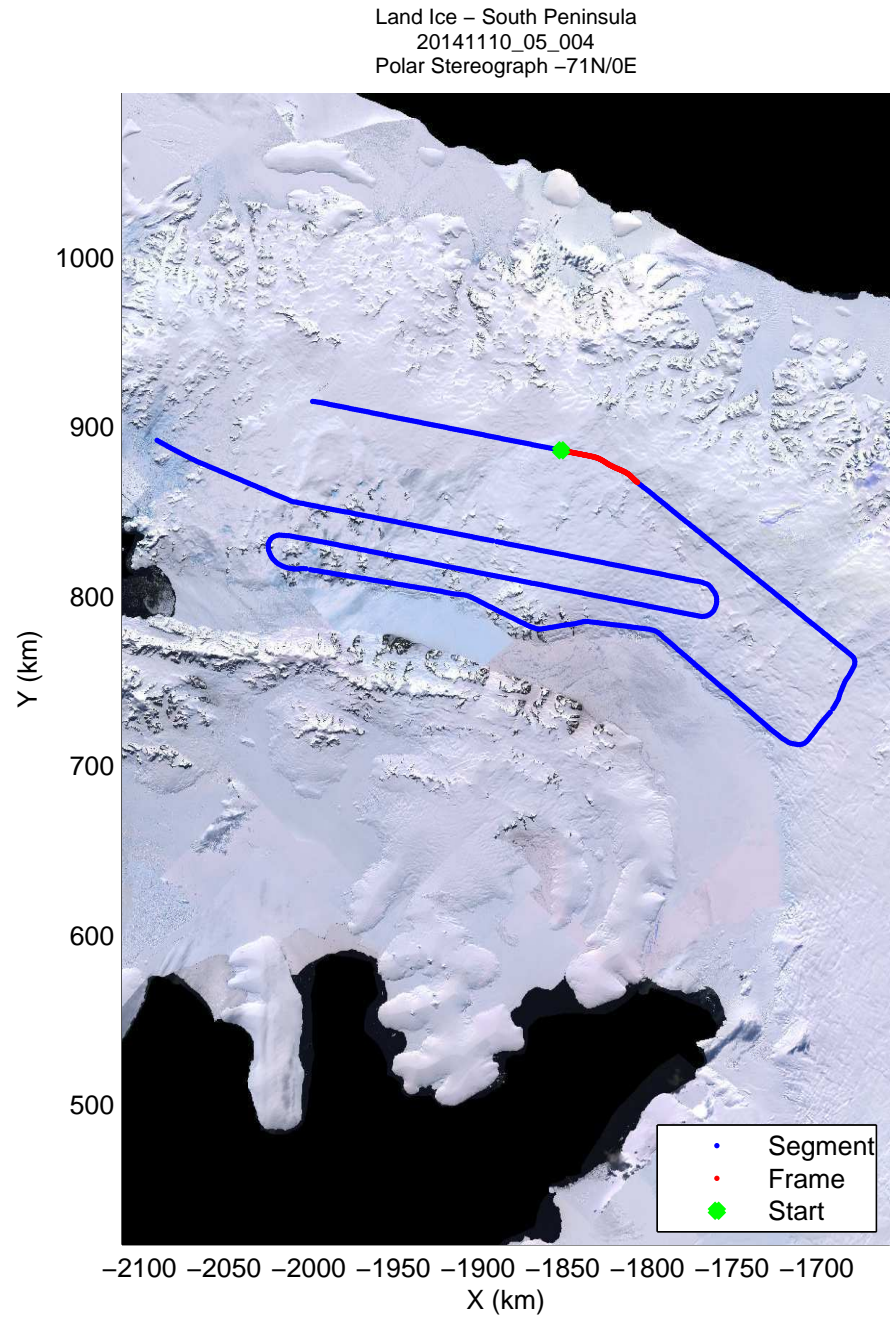 Land Ice – South Peninsula
20141110_05_004
Polar Stereograph −71N/0E
1000
900
800
700
600
500
Y (km)
Segment
Frame
Start
−2100 −2050 −2000 −1950 −1900 −1850 −1800 −1750 −1700
X (km)